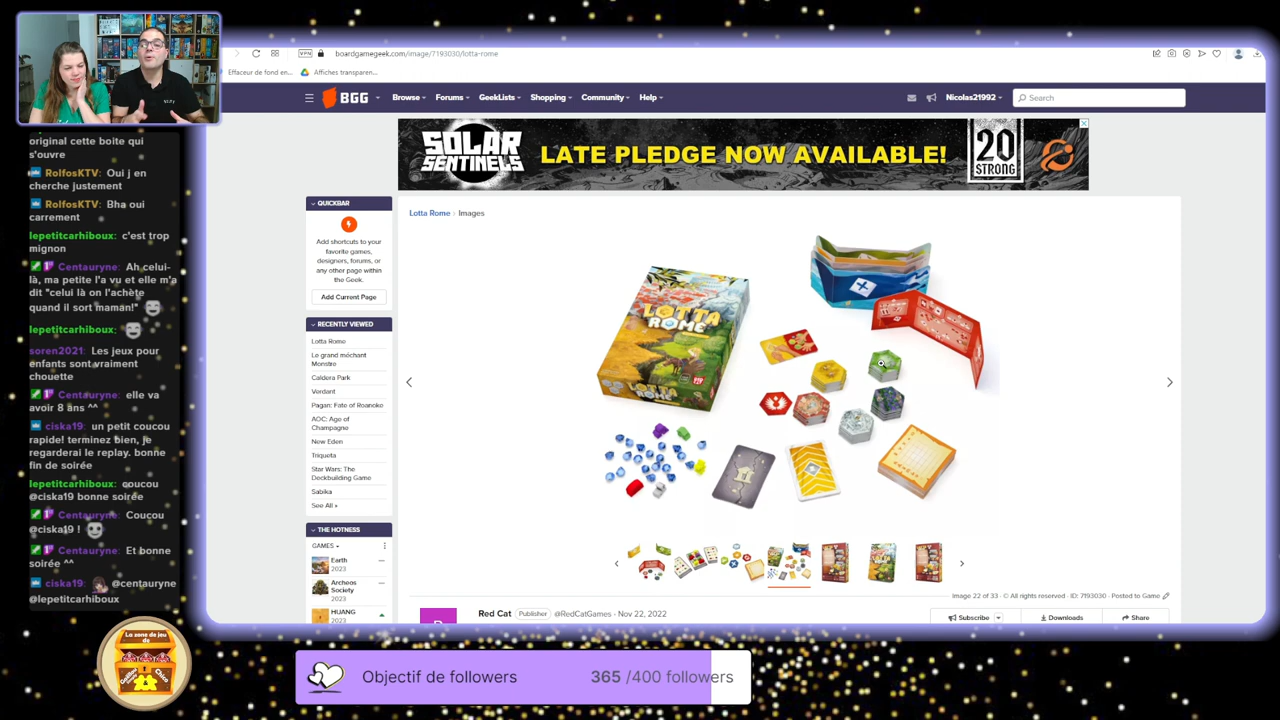 boardgamegeek.com/image/7193030/lotta-rome
Effaceur de fond en...
Affiches transparen...
BGG
Browse
Forums
GeekLists
Shopping
Community
Help
Nicolas21992
Search
SOLAR SENTINELS
LATE PLEDGE NOW AVAILABLE!
20 STRONG
original cette boite qui
s'ouvre
RolfosKTV: Oui j en
cherche justement
RolfosKTV: Bha oui
carrement
lepetitcarhiboux: c'est trop
mignon
Centauryne: Ah celui-
là, ma petite l'a vu et elle m'a
dit "celui là on l'achète
quand il sort maman!"
lepetitcarhiboux:
soren2021: Les jeux pour
enfants sont vraiment
chouette
Centauryne: elle va
avoir 8 ans ^^
ciska19: un petit coucou
rapide! terminez bien, je
regarderai le replay. bonne
fin de soirée
lepetitcarhiboux: coucou
@ciska19 bonne soirée
Centauryne: Coucou
@ciska19 !
Centauryne: Et bonne
soirée ^^
ciska19: @centauryne
@lepetitcarhiboux
QUICKBAR
Add shortcuts to your
favorite games,
designers, forums, or
any other page within
the Geek.
Add Current Page
RECENTLY VIEWED
Lotta Rome
Le grand méchant
Monstre
Caldera Park
Verdant
Pagan: Fate of Roanoke
AOC: Age of
Champagne
New Eden
Triqueta
Star Wars: The
Deckbuilding Game
Sabika
See All »
THE HOTNESS
GAMES
Earth
2023
Archeos
Society
2023
HUANG
2023
Lotta Rome > Images
LOTTA
ROME
LOTTA
ROME
Image 22 of 33 · © All rights reserved · ID: 7193030 · Posted to Game
Red Cat Publisher @RedCatGames · Nov 22, 2022
Subscribe
Downloads
Share
La zone de jeu
de
Chico
Objectif de followers
365 /400 followers